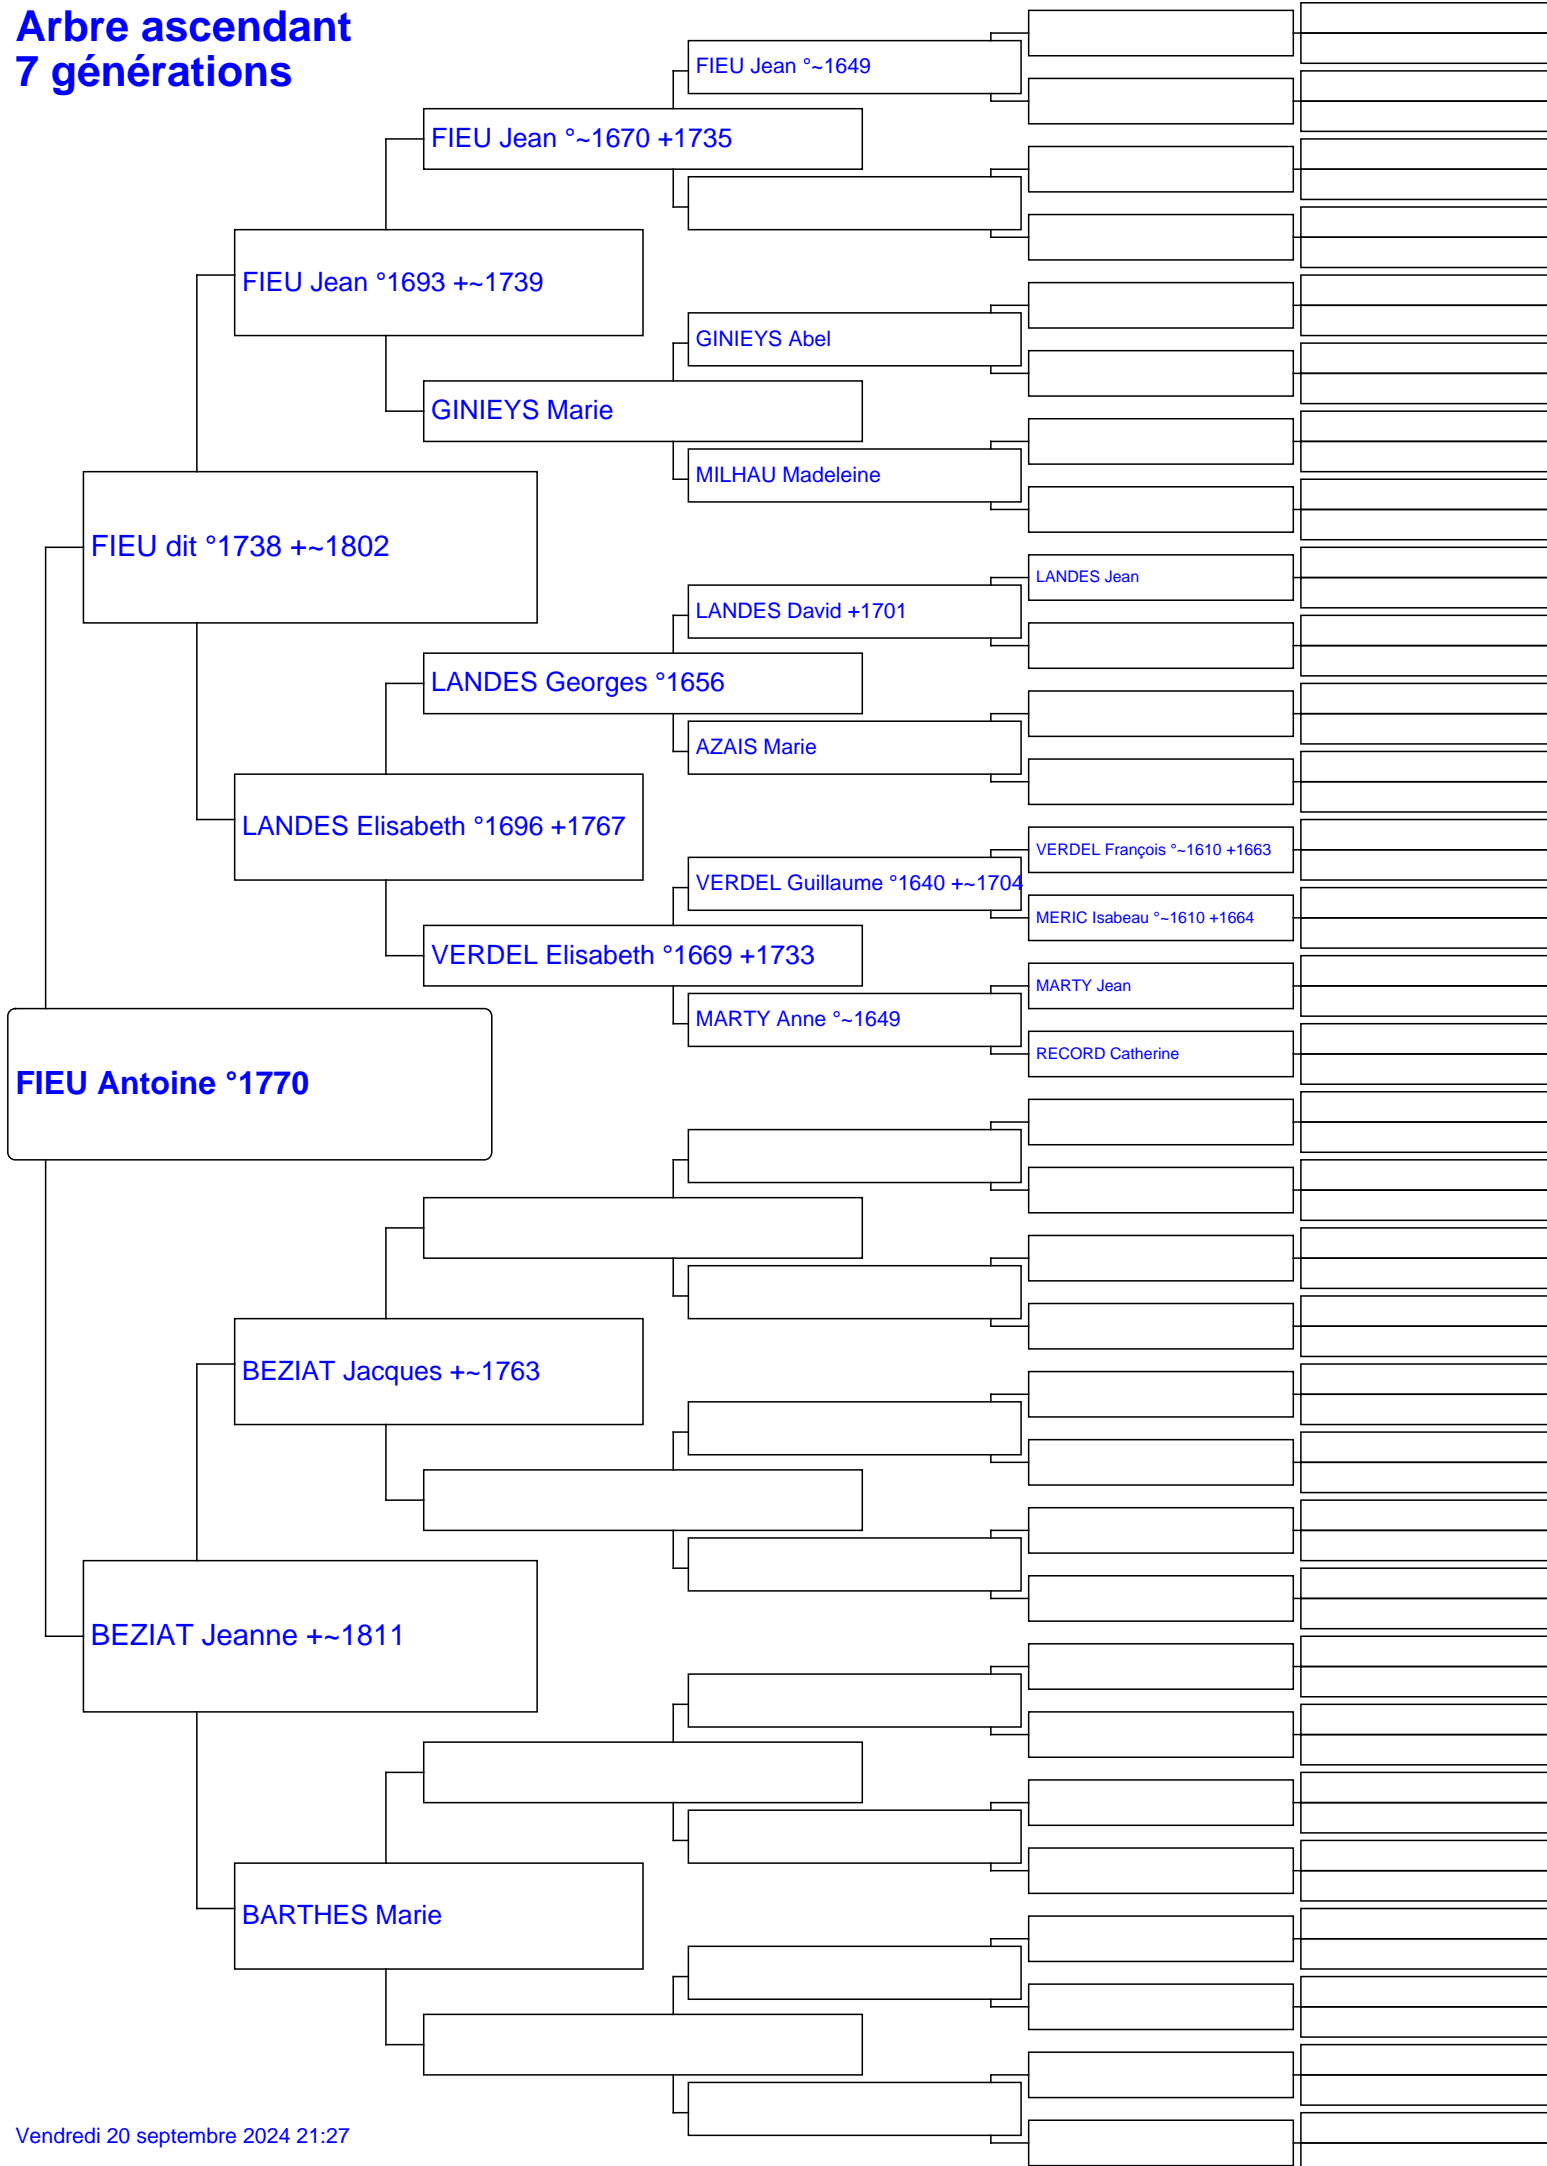 Arbre ascendant
7 générations
FIEU Jean °~1649
FIEU Jean °~1670 +1735
FIEU Jean °1693 +~1739
GINIEYS Abel
GINIEYS Marie
MILHAU Madeleine
FIEU dit °1738 +~1802
LANDES Jean
LANDES David +1701
LANDES Georges °1656
AZAIS Marie
LANDES Elisabeth °1696 +1767
VERDEL François °~1610 +1663
VERDEL Guillaume °1640 +~1704
MERIC Isabeau °~1610 +1664
VERDEL Elisabeth °1669 +1733
MARTY Jean
MARTY Anne °~1649
RECORD Catherine
FIEU Antoine °1770
BEZIAT Jacques +~1763
BEZIAT Jeanne +~1811
BARTHES Marie
Vendredi 20 septembre 2024 21:27